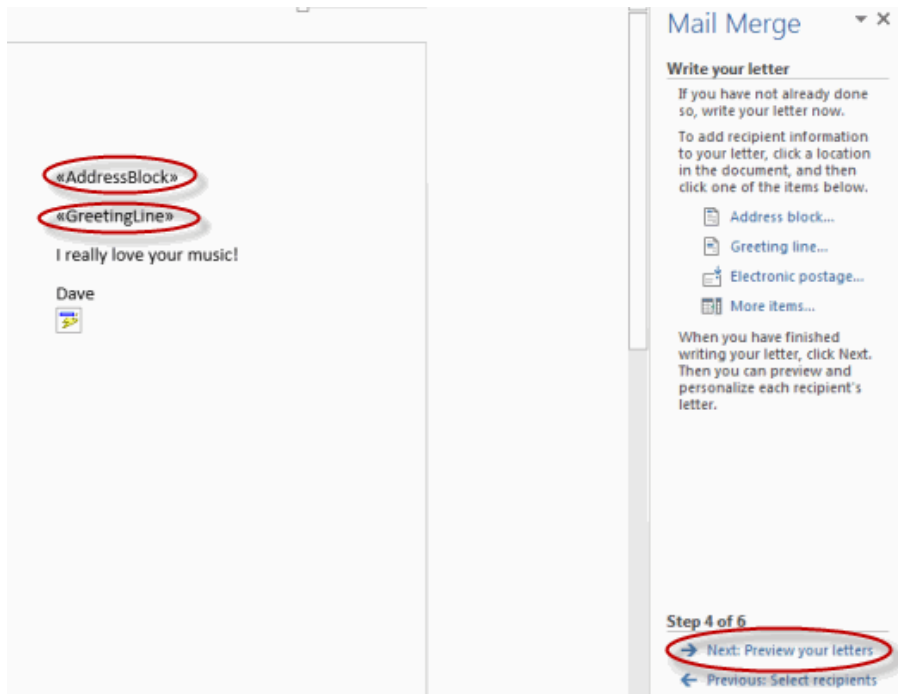 «AddressBlock»
«GreetingLine»
I really love your music!
Dave
Mail Merge
Write your letter
If you have not already done
so, write your letter now.
To add recipient information
to your letter, click a location
in the document, and then
click one of the items below.
Address block...
Greeting line...
Electronic postage...
More items...
When you have finished
writing your letter, click Next.
Then you can preview and
personalize each recipient's
letter.
Step 4 of 6
Next: Preview your letters
Previous: Select recipients